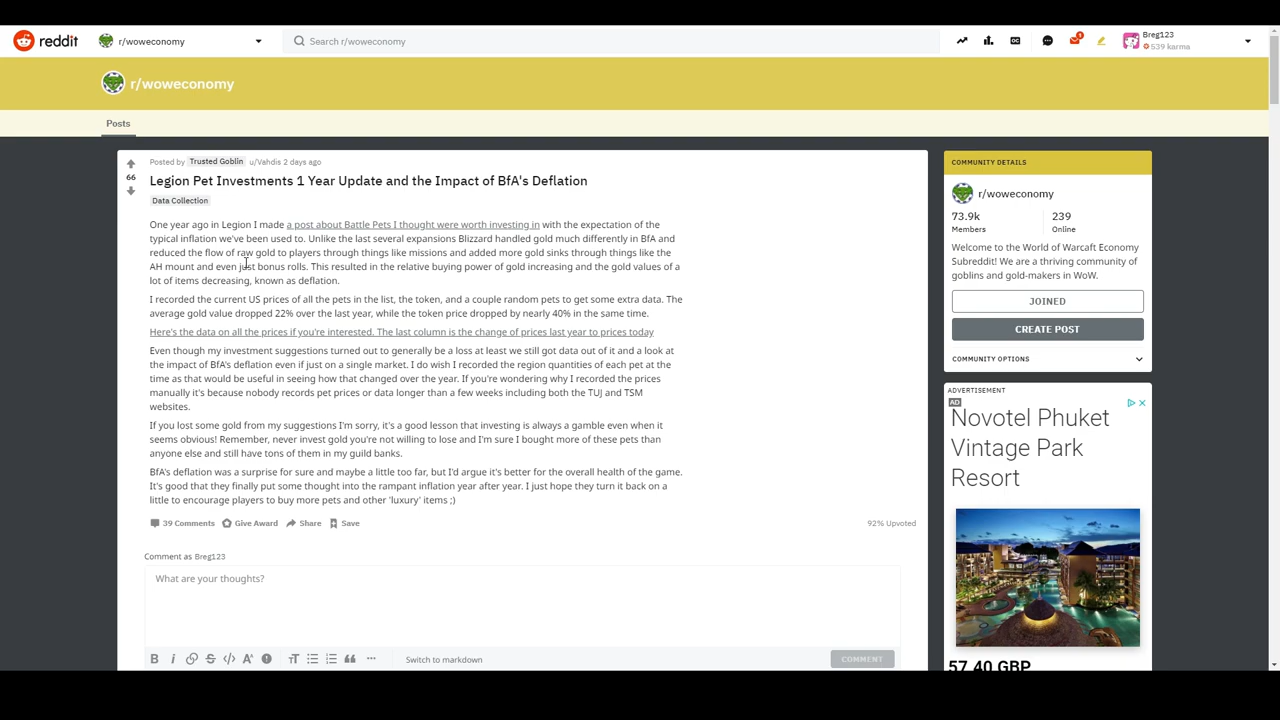 reddit
r/woweconomy
Search r/woweconomy
1
Breg123
539 karma
r/woweconomy
Posts
Posted by Trusted Goblin u/Vahdis 2 days ago
66
Legion Pet Investments 1 Year Update and the Impact of BfA's Deflation
Data Collection
One year ago in Legion I made a post about Battle Pets I thought were worth investing in with the expectation of the
typical inflation we've been used to. Unlike the last several expansions Blizzard handled gold much differently in BfA and
reduced the flow of raw gold to players through things like missions and added more gold sinks through things like the
AH mount and even just bonus rolls. This resulted in the relative buying power of gold increasing and the gold values of a
lot of items decreasing, known as deflation.
I recorded the current US prices of all the pets in the list, the token, and a couple random pets to get some extra data. The
average gold value dropped 22% over the last year, while the token price dropped by nearly 40% in the same time.
Here's the data on all the prices if you're interested. The last column is the change of prices last year to prices today
Even though my investment suggestions turned out to generally be a loss at least we still got data out of it and a look at
the impact of BfA's deflation even if just on a single market. I do wish I recorded the region quantities of each pet at the
time as that would be useful in seeing how that changed over the year. If you're wondering why I recorded the prices
manually it's because nobody records pet prices or data longer than a few weeks including both the TUJ and TSM
websites.
If you lost some gold from my suggestions I'm sorry, it's a good lesson that investing is always a gamble even when it
seems obvious! Remember, never invest gold you're not willing to lose and I'm sure I bought more of these pets than
anyone else and still have tons of them in my guild banks.
BfA's deflation was a surprise for sure and maybe a little too far, but I'd argue it's better for the overall health of the game.
It's good that they finally put some thought into the rampant inflation year after year. I just hope they turn it back on a
little to encourage players to buy more pets and other 'luxury' items ;)
39 Comments Give Award Share Save
92% Upvoted
Comment as Breg123
What are your thoughts?
B i S </> A
Switch to markdown
COMMENT
COMMUNITY DETAILS
r/woweconomy
73.9k 239
Members Online
Welcome to the World of Warcaft Economy
Subreddit! We are a thriving community of
goblins and gold-makers in WoW.
JOINED
CREATE POST
COMMUNITY OPTIONS
ADVERTISEMENT
AD
Novotel Phuket
Vintage Park
Resort
57.40 GBP